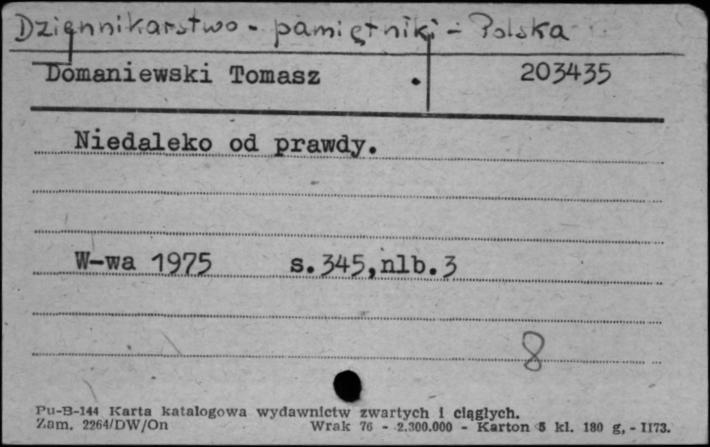 Dziennikarstwo - pamiętniki - Polska
Domaniewski Tomasz . 203435
Niedaleko od prawdy.
W-wa 1975 s.345,nlb.3
8
Pu-B-144 Karta katalogowa wydawnictw zwartych i ciągłych.
Zam. 2264/DW/On Wrak 76 - 2.300.000 - Karton 5 kl. 180 g, - II73.